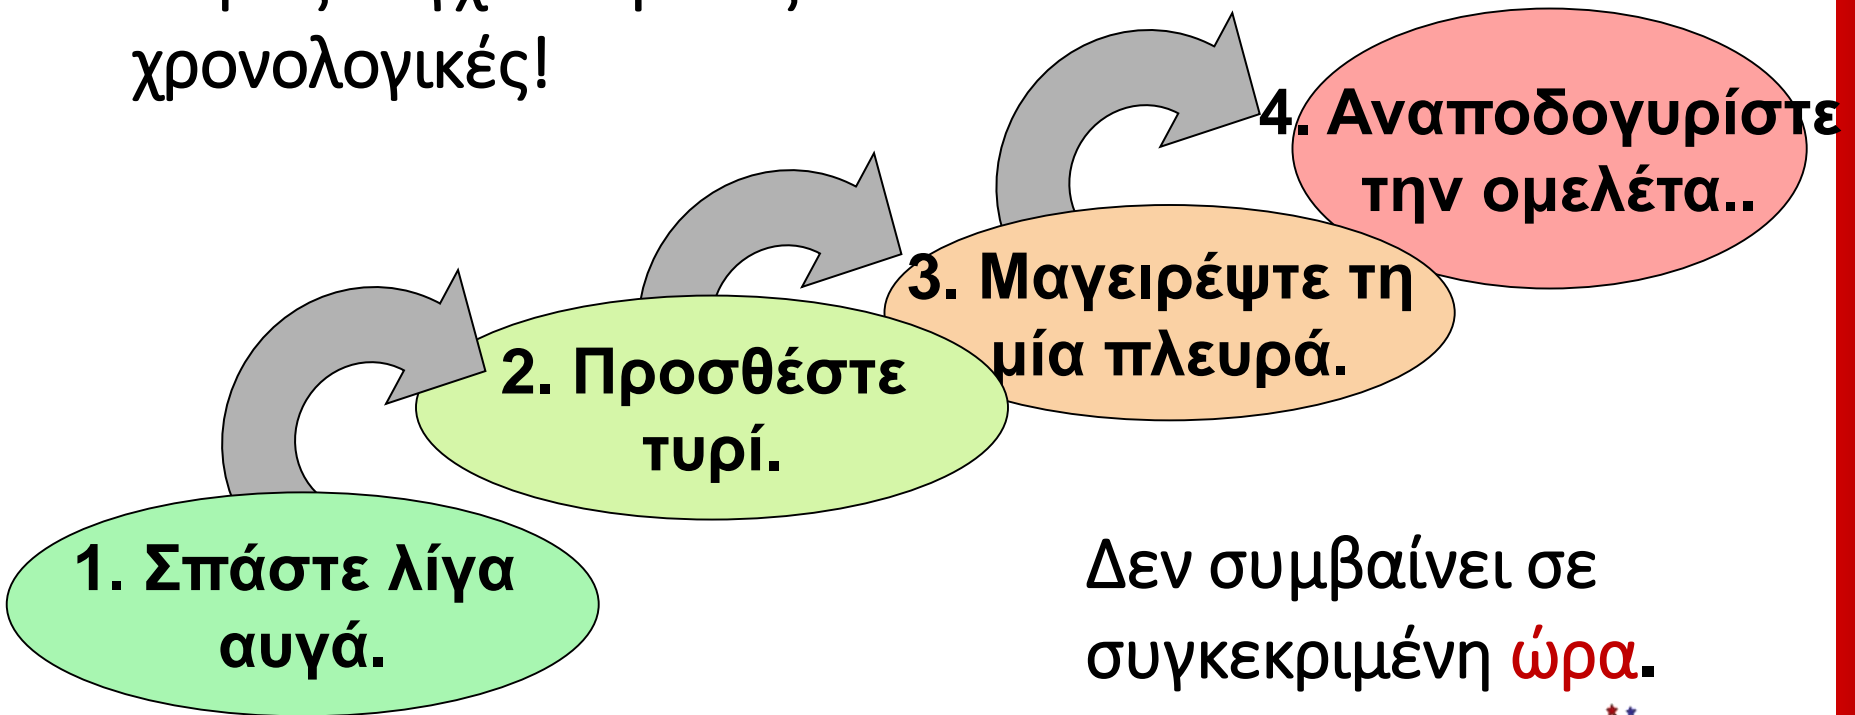 χρονολογικές!
4. Αναποδογυρίστε
την ομελέτα..
3. Μαγειρέψτε τη
μία πλευρά.
2. Προσθέστε
τυρί.
1. Σπάστε λίγα
αυγά.
Δεν συμβαίνει σε
συγκεκριμένη ώρα.